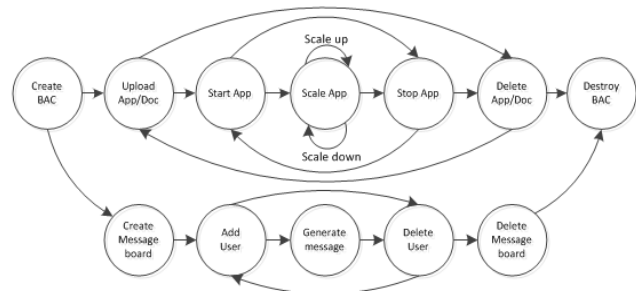 Scale up
Create
BAC
Upload
App/Doc
Start App
Scale App
Stop App
Delete
App/Doc
Destroy
BAC
Scale down
Create
Message
board
Add
User
Generate
message
Delete
User
Delete
Message
board